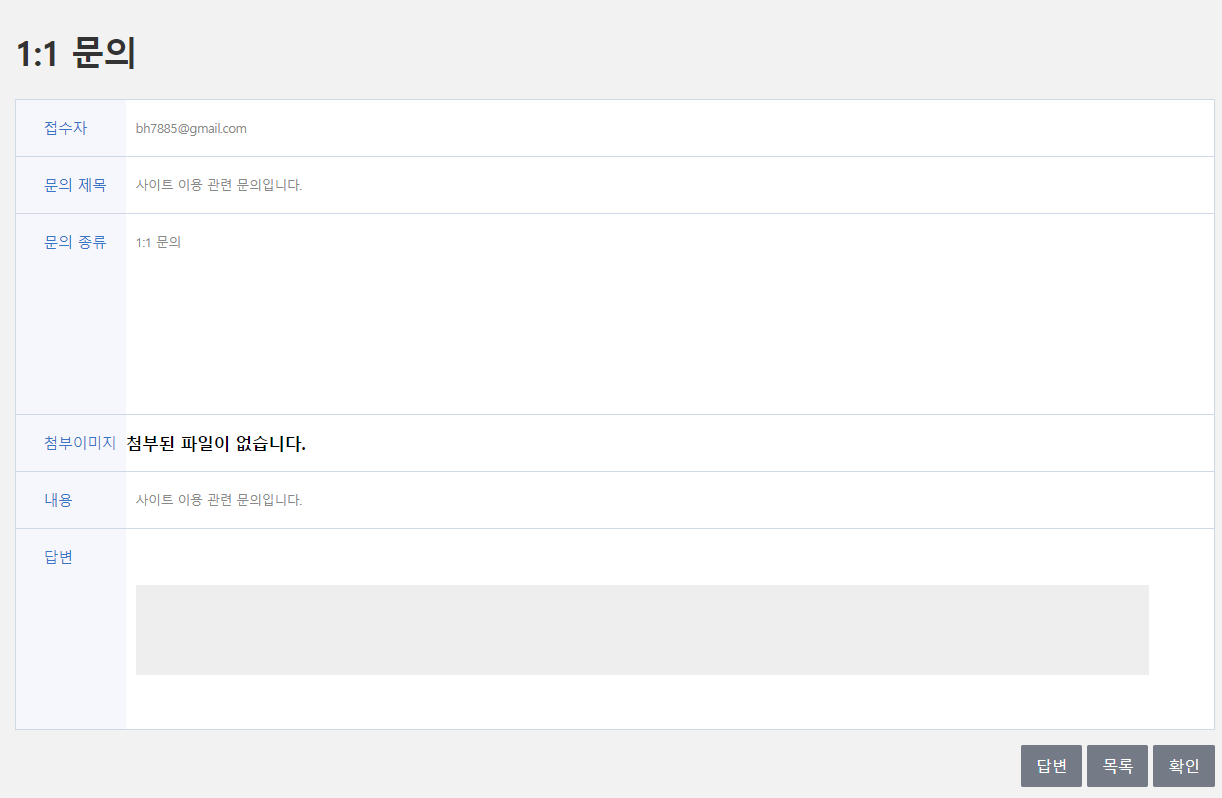 1:1 문의
접수자 bh7885@gmail.com
문의 제목 사이트 이용 관련 문의입니다.
문의 종류 1:1 문의
첨부이미지 첨부된 파일이 없습니다.
내용 사이트 이용 관련 문의입니다.
답변
답변 목록 확인